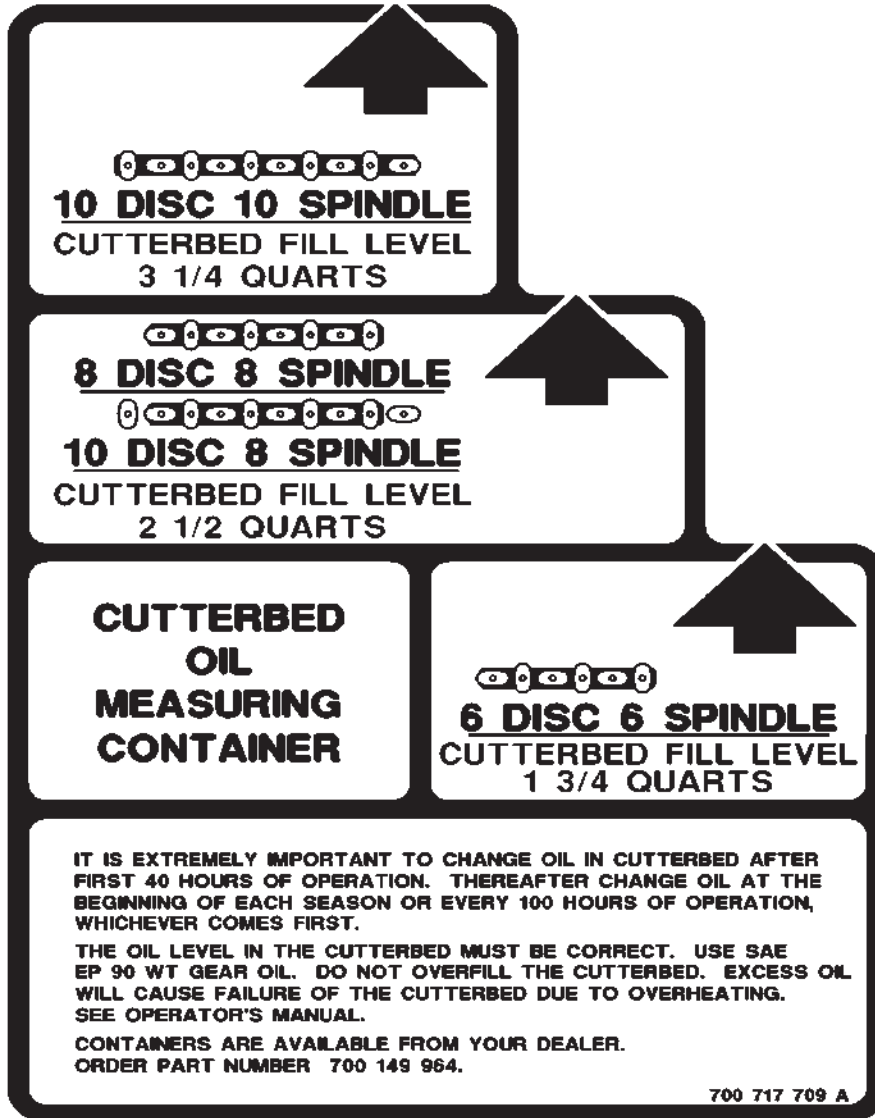 10 DISC 10 SPINDLE
CUTTERBED FILL LEVEL
3 1/4 QUARTS
8 DISC 8 SPINDLE
10 DISC 8 SPINDLE
CUTTERBED FILL LEVEL
2 1/2 QUARTS
CUTTERBED
OIL
MEASURING
CONTAINER
6 DISC 6 SPINDLE
CUTTERBED FILL LEVEL
1 3/4 QUARTS
IT IS EXTREMELY IMPORTANT TO CHANGE OIL IN CUTTERBED AFTER
FIRST 40 HOURS OF OPERATION. THEREAFTER CHANGE OIL AT THE
BEGINNING OF EACH SEASON OR EVERY 100 HOURS OF OPERATION,
WHICHEVER COMES FIRST.
THE OIL LEVEL IN THE CUTTERBED MUST BE CORRECT. USE SAE
EP 90 WT GEAR OIL. DO NOT OVERFILL THE CUTTERBED. EXCESS OIL
WILL CAUSE FAILURE OF THE CUTTERBED DUE TO OVERHEATING.
SEE OPERATOR'S MANUAL.
CONTAINERS ARE AVAILABLE FROM YOUR DEALER.
ORDER PART NUMBER 700 149 964.
700 717 709 A